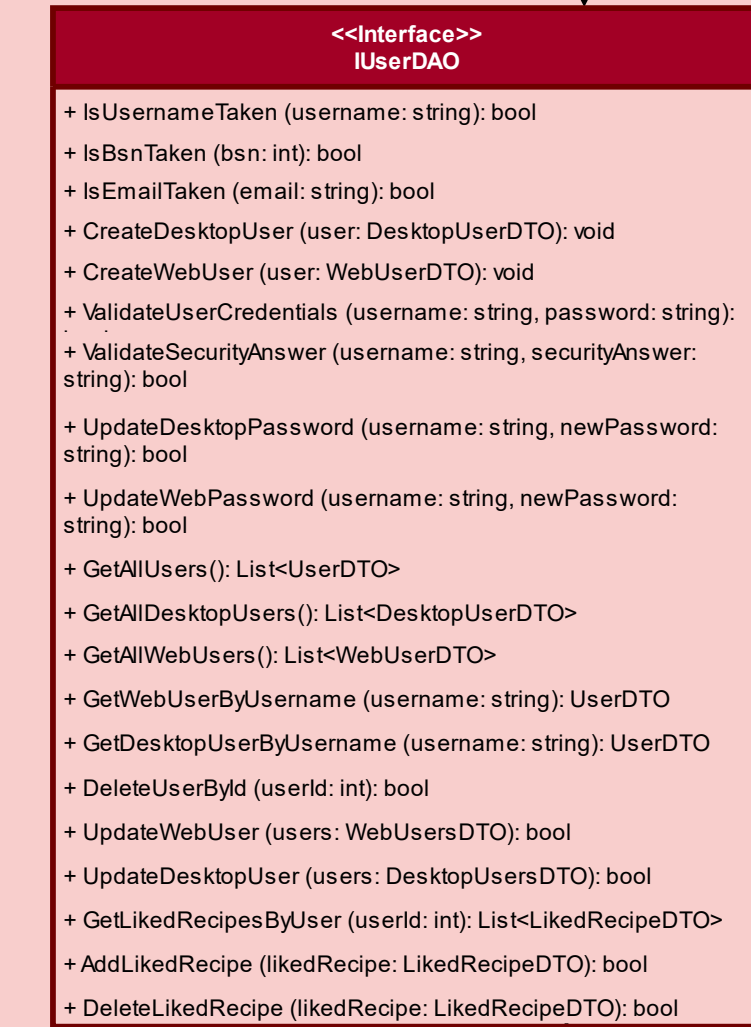 <<Interface>>
IUserDAO
+ IsUsernameTaken (username: string): bool
+ IsBsnTaken (bsn: int): bool
+ IsEmailTaken (email: string): bool
+ CreateDesktopUser (user: DesktopUserDTO): void
+ CreateWebUser (user: WebUserDTO): void
+ ValidateUserCredentials (username: string, password: string):
+ ValidateSecurityAnswer (username: string, securityAnswer:
string): bool
+ UpdateDesktopPassword (username: string, newPassword:
string): bool
+ UpdateWebPassword (username: string, newPassword:
string): bool
+ GetAllUsers(): List<UserDTO>
+ GetAllDesktopUsers(): List<DesktopUserDTO>
+ GetAllWebUsers(): List<WebUserDTO>
+ GetWebUserByUsername (username: string): UserDTO
+ GetDesktopUserByUsername (username: string): UserDTO
+ DeleteUserById (userId: int): bool
+ UpdateWebUser (users: WebUsersDTO): bool
+ UpdateDesktopUser (users: DesktopUsersDTO): bool
+ GetLikedRecipesByUser (userId: int): List<LikedRecipeDTO>
+ AddLikedRecipe (likedRecipe: LikedRecipeDTO): bool
+ DeleteLikedRecipe (likedRecipe: LikedRecipeDTO): bool